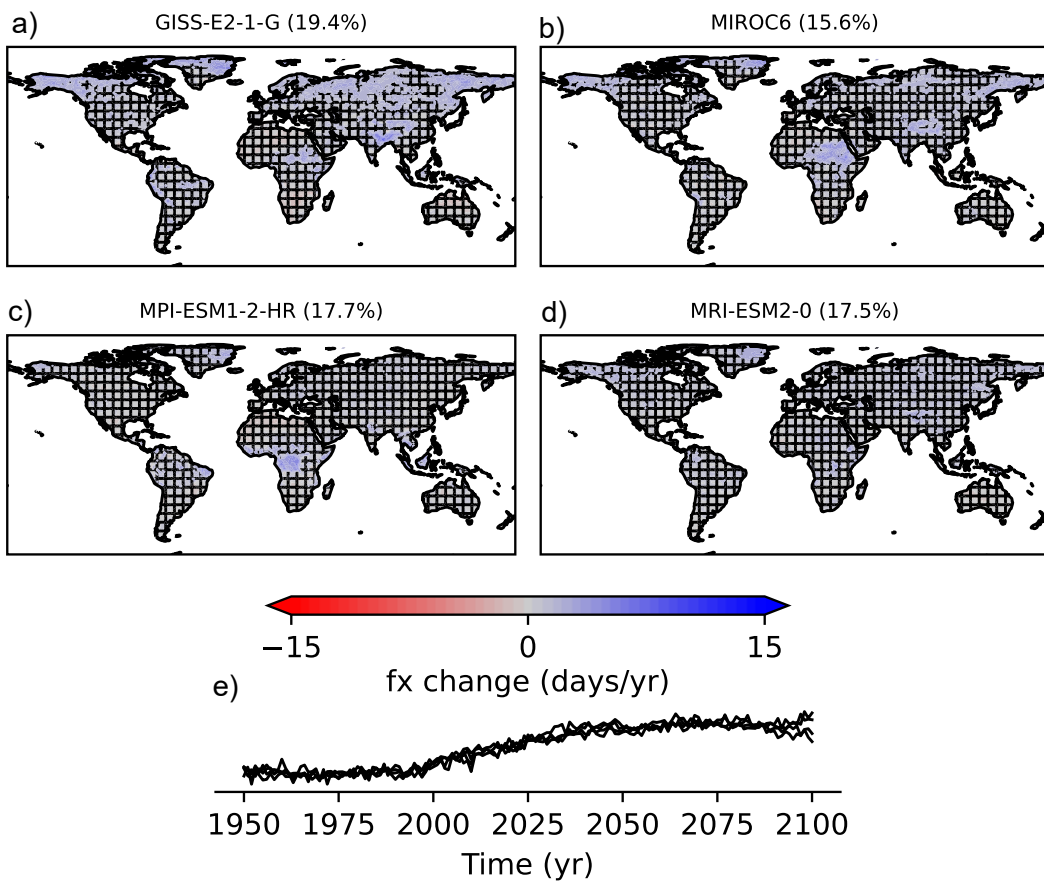 a) GISS-E2-1-G (19.4%)
b) MIROC6 (15.6%)
c) MPI-ESM1-2-HR (17.7%)
d) MRI-ESM2-0 (17.5%)
−15 0 15
fx change (days/yr)
e)
1950 1975 2000 2025 2050 2075 2100
Time (yr)